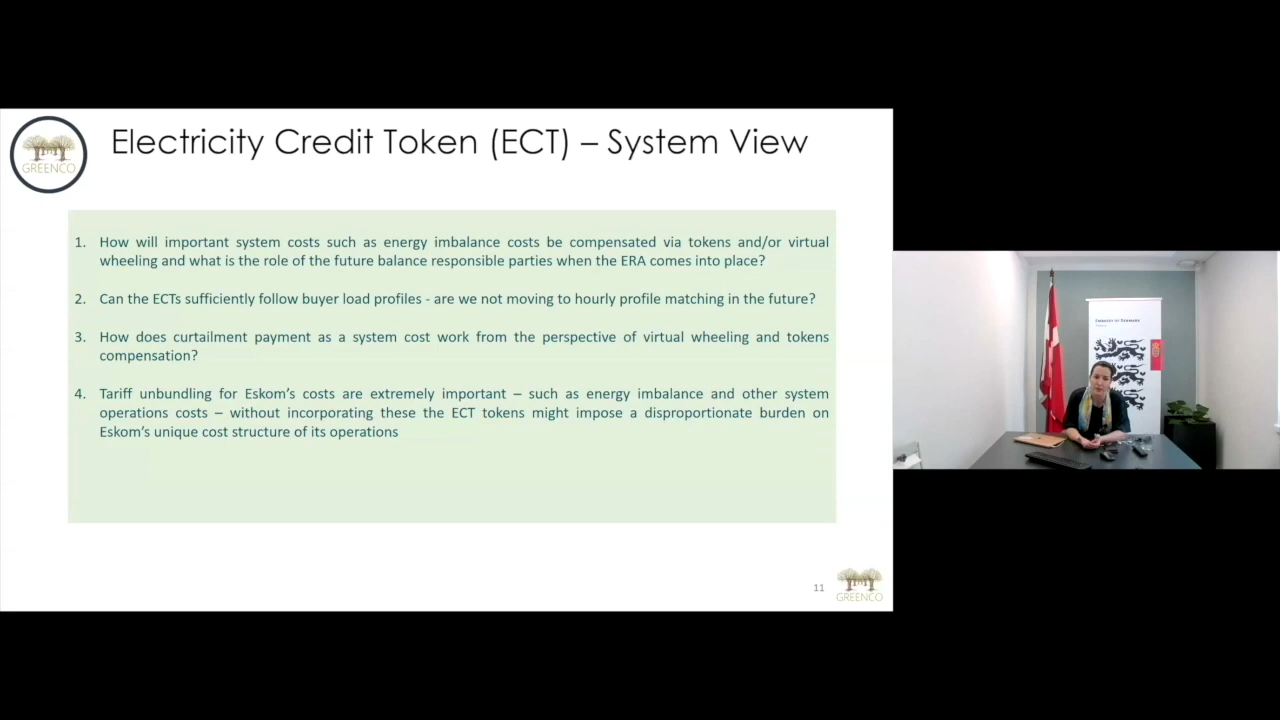 GREENCO
Electricity Credit Token (ECT) – System View
1. How will important system costs such as energy imbalance costs be compensated via tokens and/or virtual
wheeling and what is the role of the future balance responsible parties when the ERA comes into place?
2. Can the ECTs sufficiently follow buyer load profiles - are we not moving to hourly profile matching in the future?
3. How does curtailment payment as a system cost work from the perspective of virtual wheeling and tokens
compensation?
4. Tariff unbundling for Eskom's costs are extremely important – such as energy imbalance and other system
operations costs – without incorporating these the ECT tokens might impose a disproportionate burden on
Eskom's unique cost structure of its operations
11
GREENCO
EMBASSY OF DENMARK